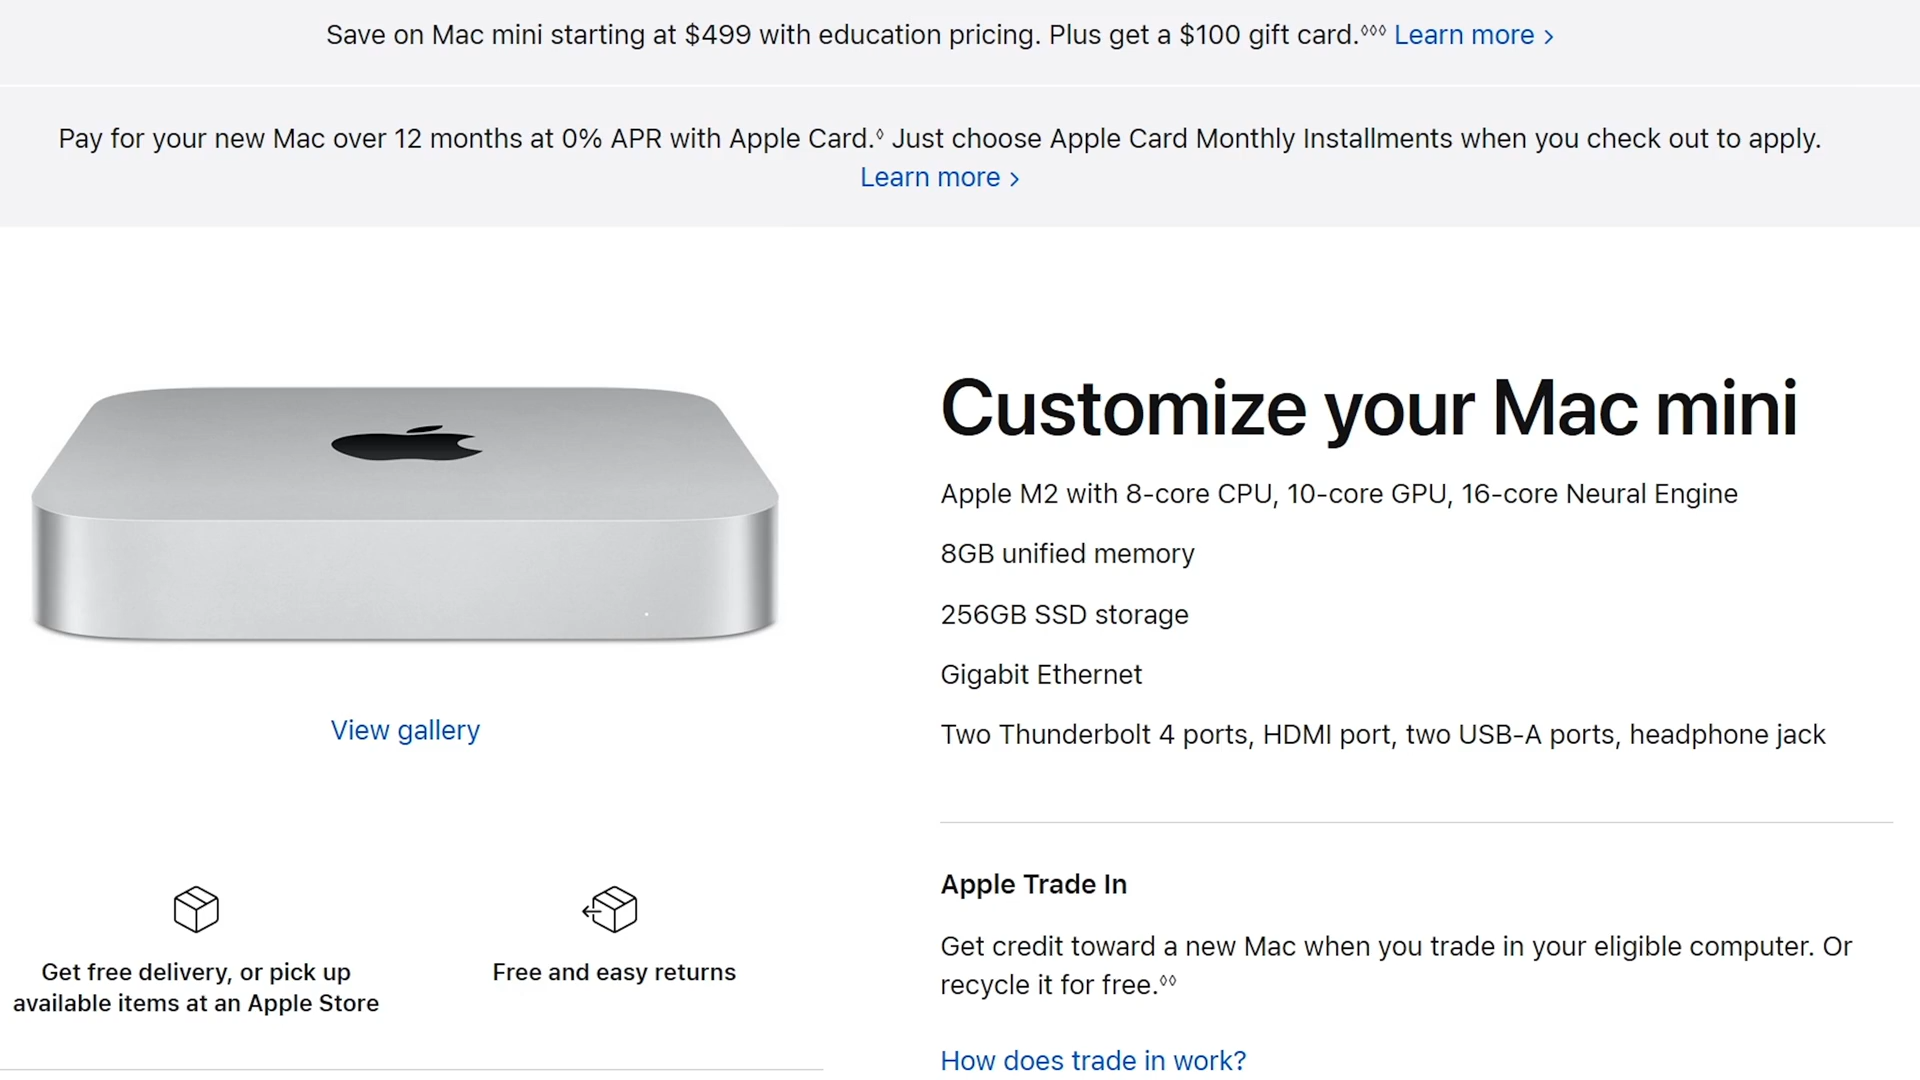 Save on Mac mini starting at $499 with education pricing. Plus get a $100 gift card.◊◊◊ Learn more >
Pay for your new Mac over 12 months at 0% APR with Apple Card.◊ Just choose Apple Card Monthly Installments when you check out to apply.
Learn more >
Customize your Mac mini
Apple M2 with 8-core CPU, 10-core GPU, 16-core Neural Engine
8GB unified memory
256GB SSD storage
Gigabit Ethernet
Two Thunderbolt 4 ports, HDMI port, two USB-A ports, headphone jack
View gallery
Get free delivery, or pick up
available items at an Apple Store
Free and easy returns
Apple Trade In
Get credit toward a new Mac when you trade in your eligible computer. Or
recycle it for free.◊◊
How does trade in work?